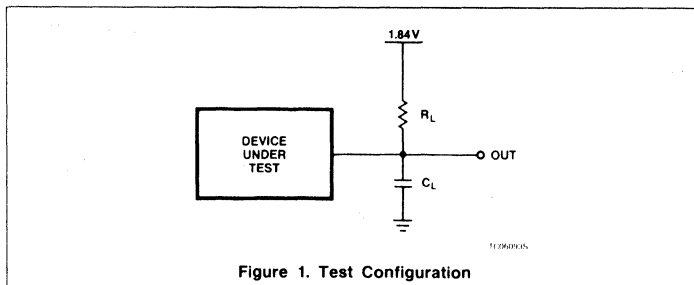 1.84V
R_L
DEVICE
UNDER
TEST
OUT
C_L
Figure 1. Test Configuration